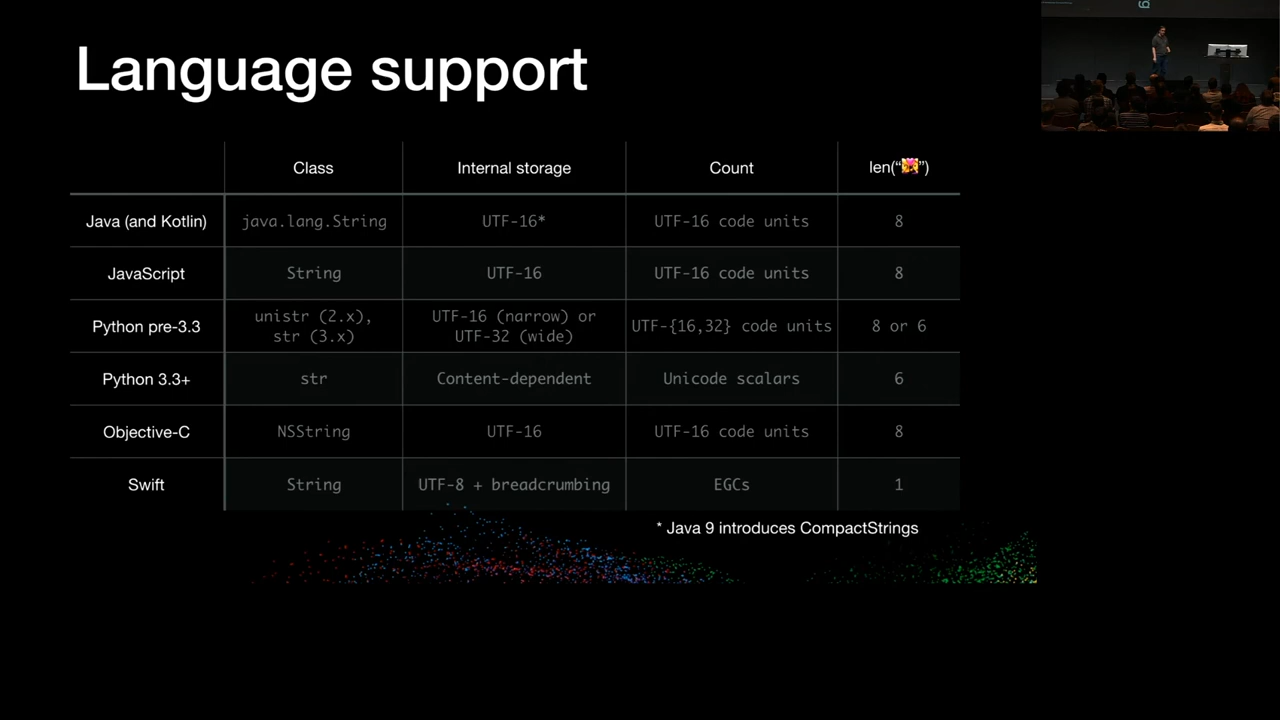 Language support
Class Internal storage Count len("💑")
Java (and Kotlin) java.lang.String UTF-16* UTF-16 code units 8
JavaScript String UTF-16 UTF-16 code units 8
Python pre-3.3 unistr (2.x), str (3.x) UTF-16 (narrow) or UTF-32 (wide) UTF-{16,32} code units 8 or 6
Python 3.3+ str Content-dependent Unicode scalars 6
Objective-C NSString UTF-16 UTF-16 code units 8
Swift String UTF-8 + breadcrumbing EGCs 1
* Java 9 introduces CompactStrings